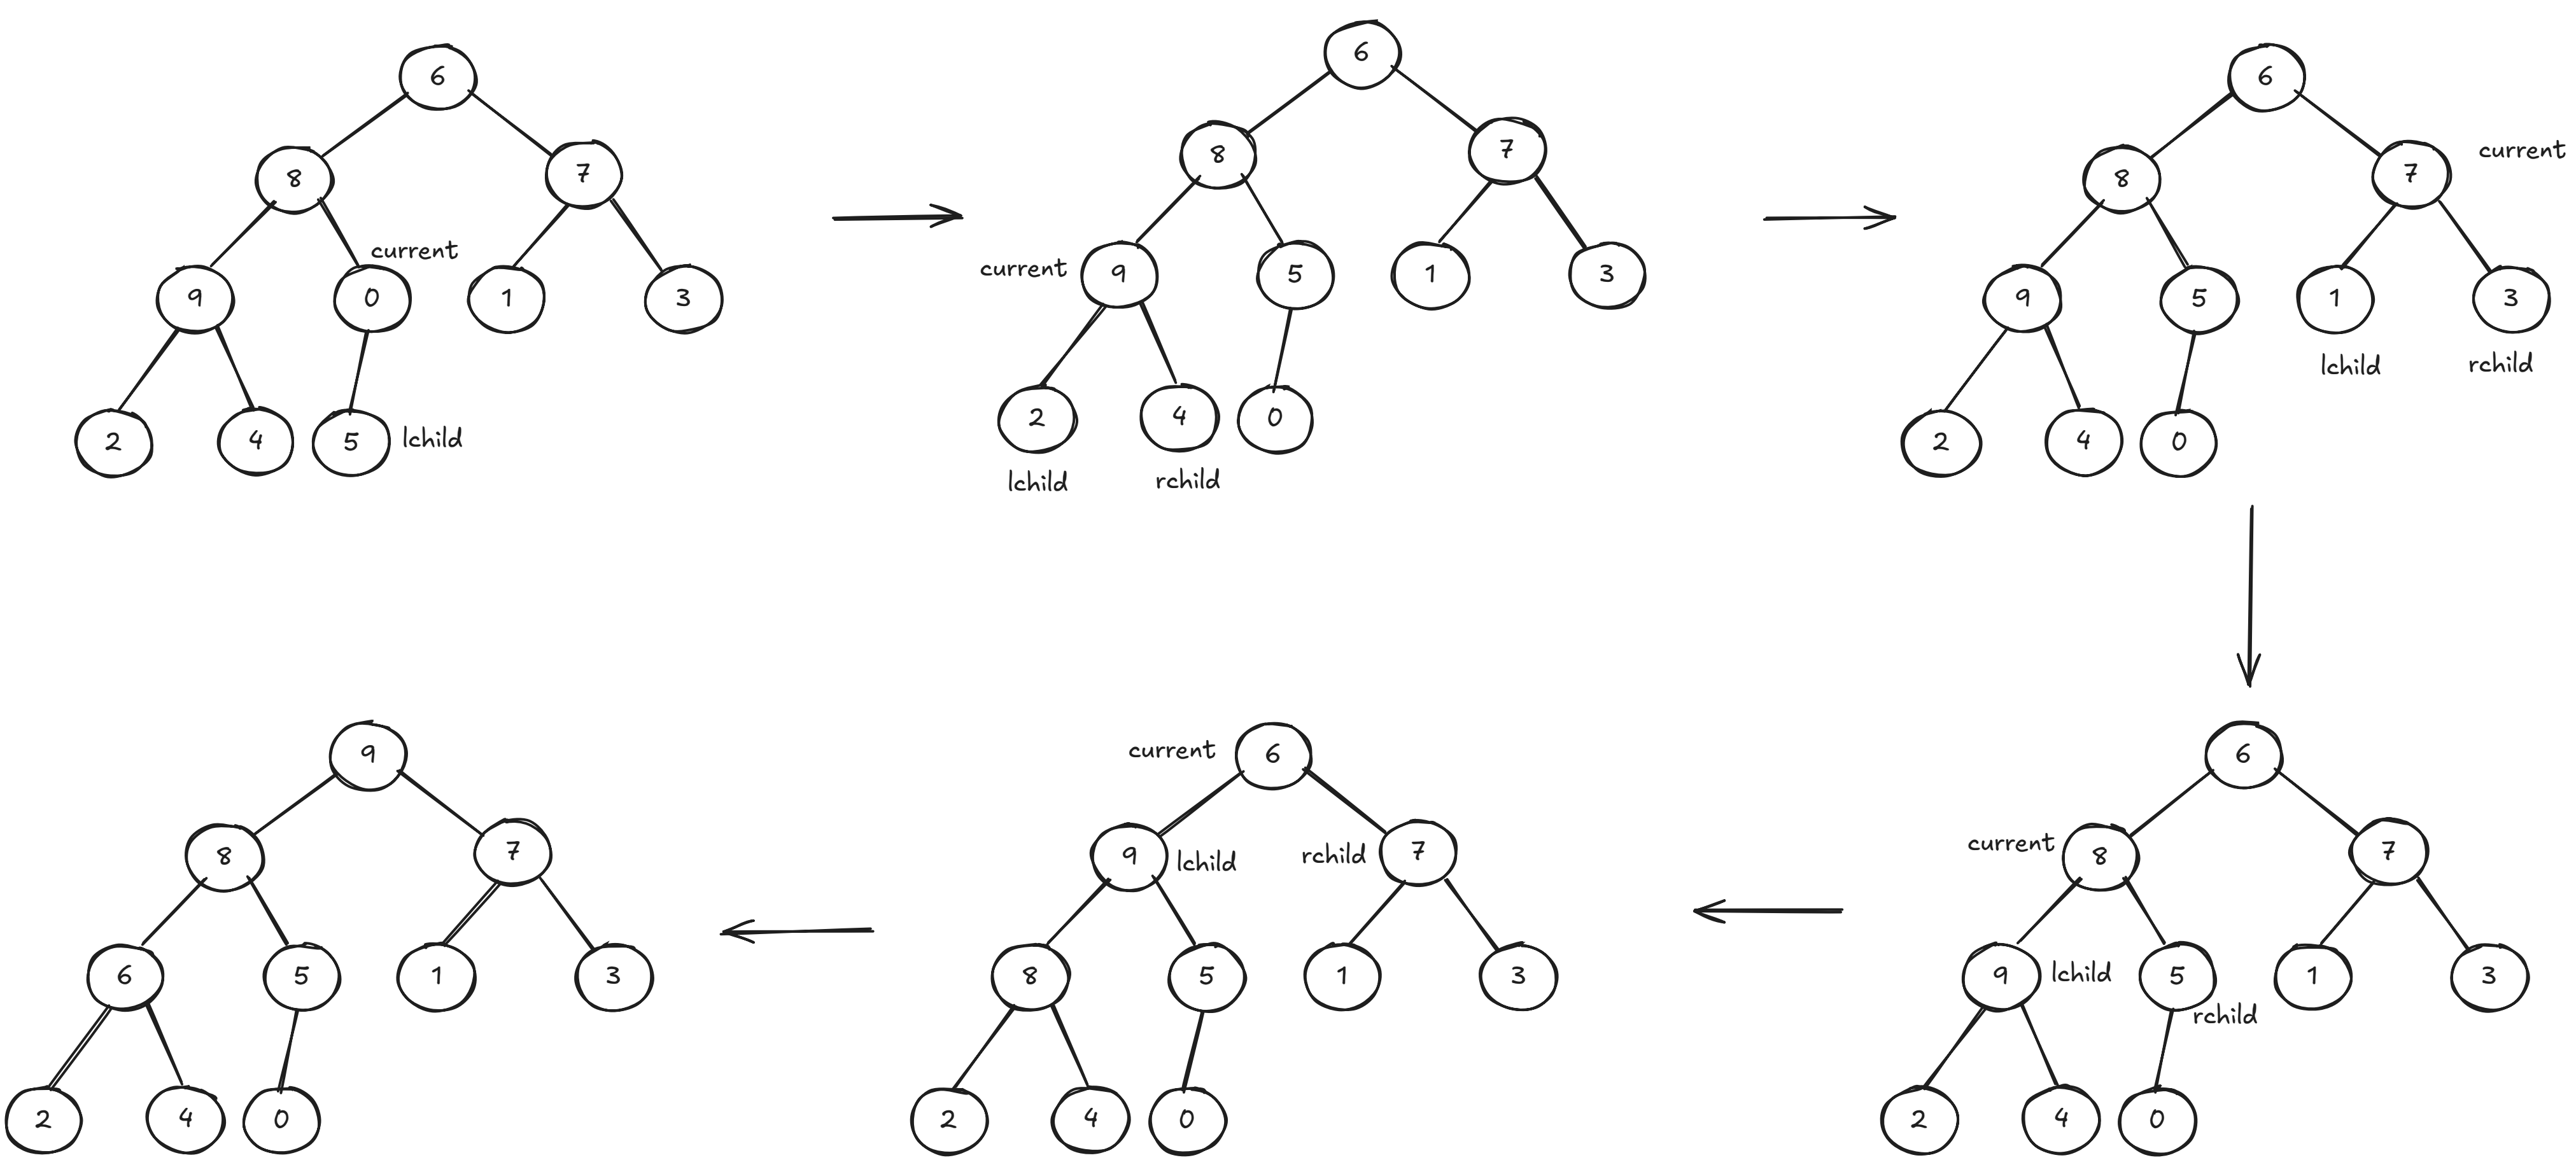 6
8 7
current
9 0 1 3
2 4 5 lchild
6
8 7
current 9 5 1 3
2 4 0
lchild rchild
6
current
8 7
9 5 1 3
lchild rchild
2 4 0
6
current 8 7
9 lchild 5 1 3
rchild
2 4 0
current 6
9 lchild rchild 7
8 5 1 3
2 4 0
9
8 7
6 5 1 3
2 4 0